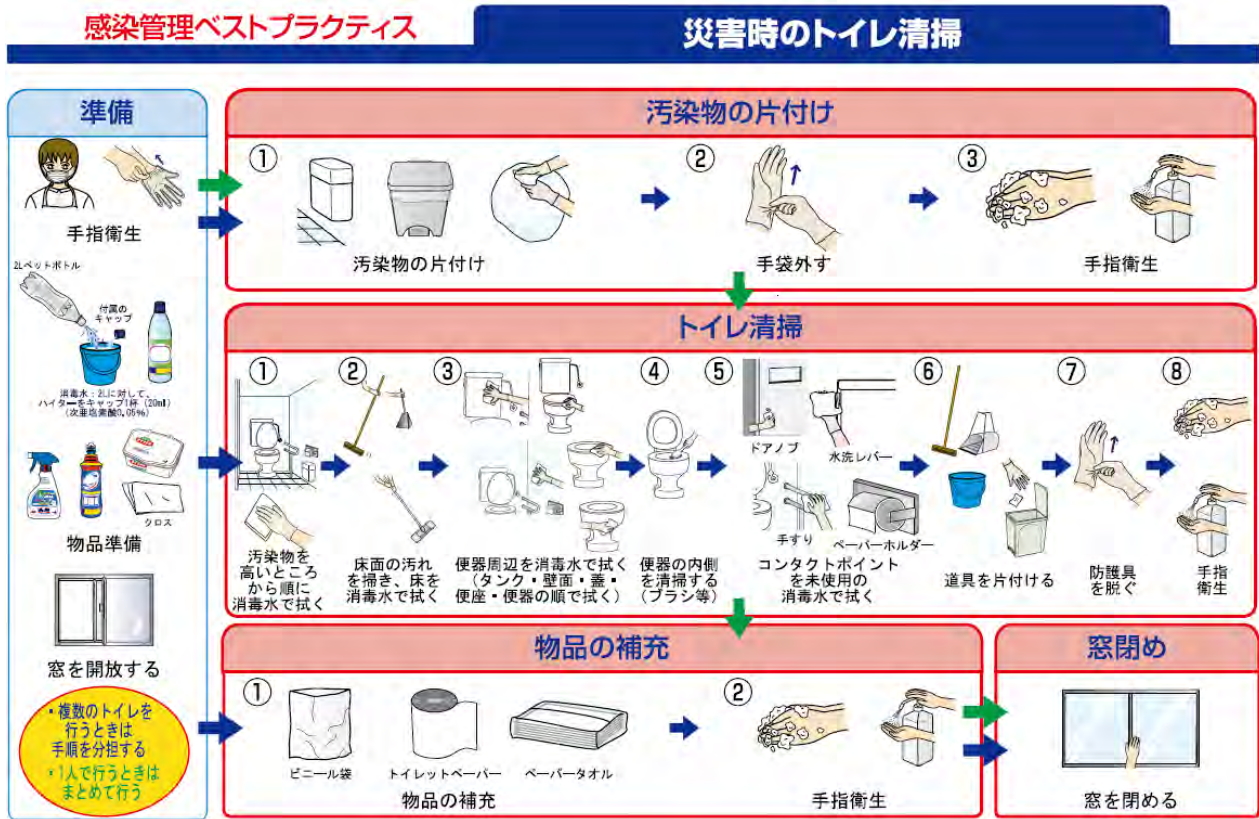 感染管理ベストプラクティス
災害時のトイレ清掃
準備
手指衛生
2Lペットボトル
付属の
キャップ
消毒水：2Lに対して、
ハイターをキャップ1杯（20ml）
（次亜塩素酸0.05%）
クロス
物品準備
窓を開放する
・複数のトイレを
行うときは
手順を分担する
*1人で行うときは
まとめて行う
汚染物の片付け
①
汚染物の片付け
②
手袋外す
③
手指衛生
トイレ清掃
①
汚染物を
高いところ
から順に
消毒水で拭く
②
床面の汚れ
を掃き、床を
消毒水で拭く
③
便器周辺を消毒水で拭く
（タンク・壁面・蓋・
便座・便器の順で拭く）
④
便器の内側
を清掃する
（ブラシ等）
⑤
ドアノブ
水洗レバー
手すり
ペーパーホルダー
コンタクトポイント
を未使用の
消毒水で拭く
⑥
道具を片付ける
⑦
防護具
を脱ぐ
⑧
手指
衛生
物品の補充
①
ビニール袋
トイレットペーパー
ペーパータオル
物品の補充
②
手指衛生
窓閉め
窓を閉める